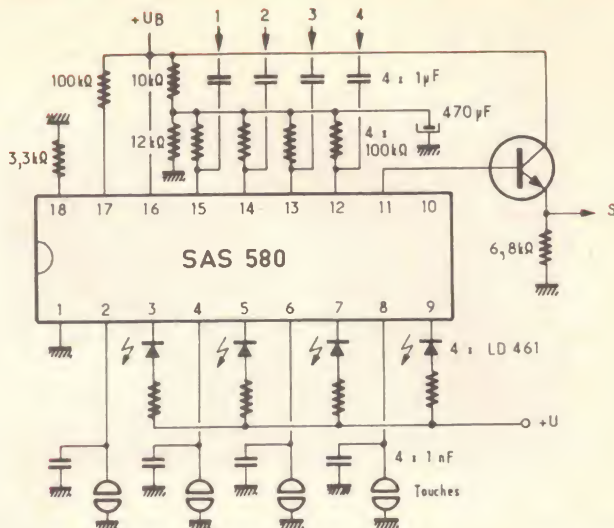 +UB 1 2 3 4
100kΩ 10kΩ 4 x 1µF
470µF
3,3kΩ 12kΩ 4 x 100kΩ
18 17 16 15 14 13 12 11 10
S
6,8kΩ
SAS 580
1 2 3 4 5 6 7 8 9
4 x LD 461
+U
4 x 1nF
Touches